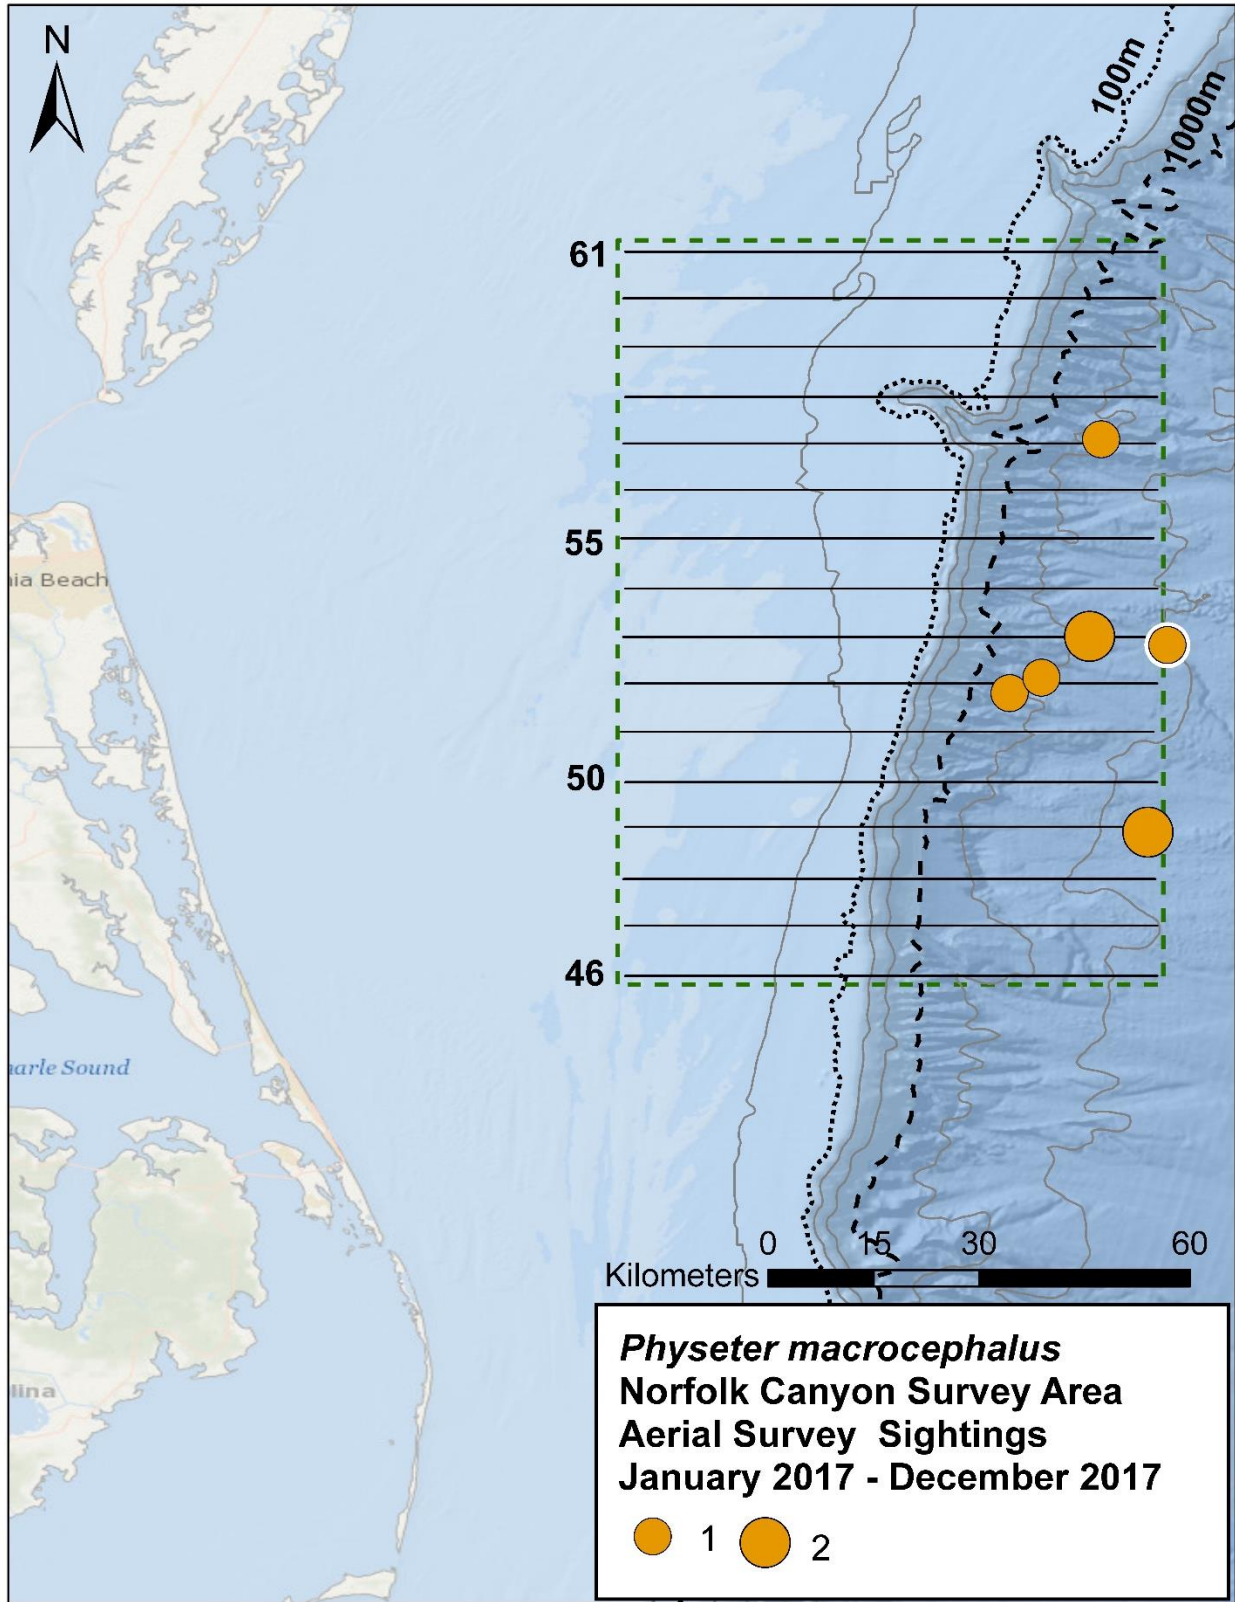 N
100m
1000m
61
55
nia Beach
50
46
arle Sound
0 15 30 60
Kilometers
lina
Physeter macrocephalus
Norfolk Canyon Survey Area
Aerial Survey Sightings
January 2017 - December 2017
1 2